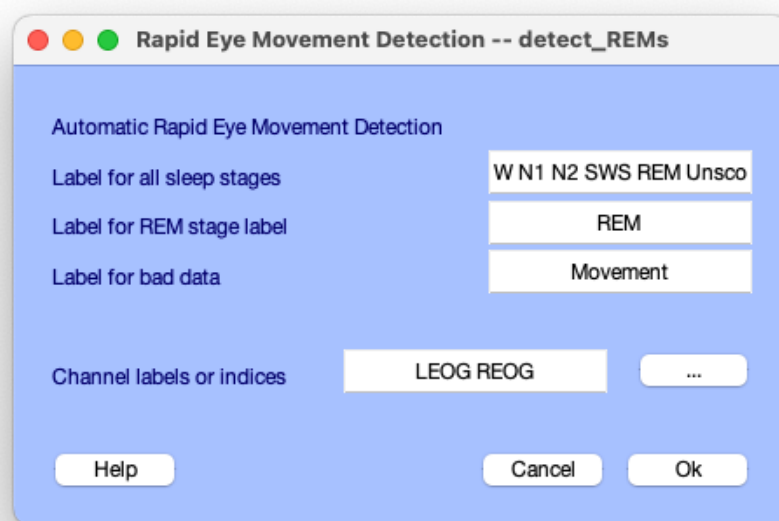 Rapid Eye Movement Detection -- detect_REMs
Automatic Rapid Eye Movement Detection
Label for all sleep stages W N1 N2 SWS REM Unsco
Label for REM stage label REM
Label for bad data Movement
Channel labels or indices LEOG REOG ...
Help Cancel Ok